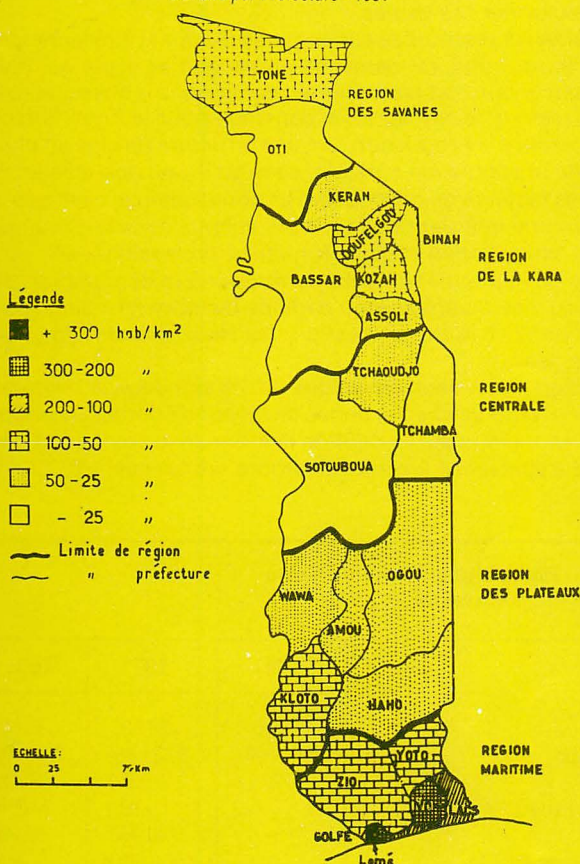 TONE
REGION
DES SAVANES
OTI
KERAN
DOUFELGOU
BINAH
REGION
DE LA KARA
BASSAR
KOZAH
ASSOLI
Légende
+ 300 hab/km²
300-200 "
200-100 "
100-50 "
50-25 "
- 25 "
Limite de région
" préfecture
TCHAOUDJO
REGION
CENTRALE
TCHAMBA
SOTOUBOUA
OGOU
REGION
DES PLATEAUX
WAWA
AMOU
KLOTO
HAHO
ECHELLE:
0 25
YOTO
REGION
MARITIME
ZIO
VO
LACS
GOLFE
Lomé